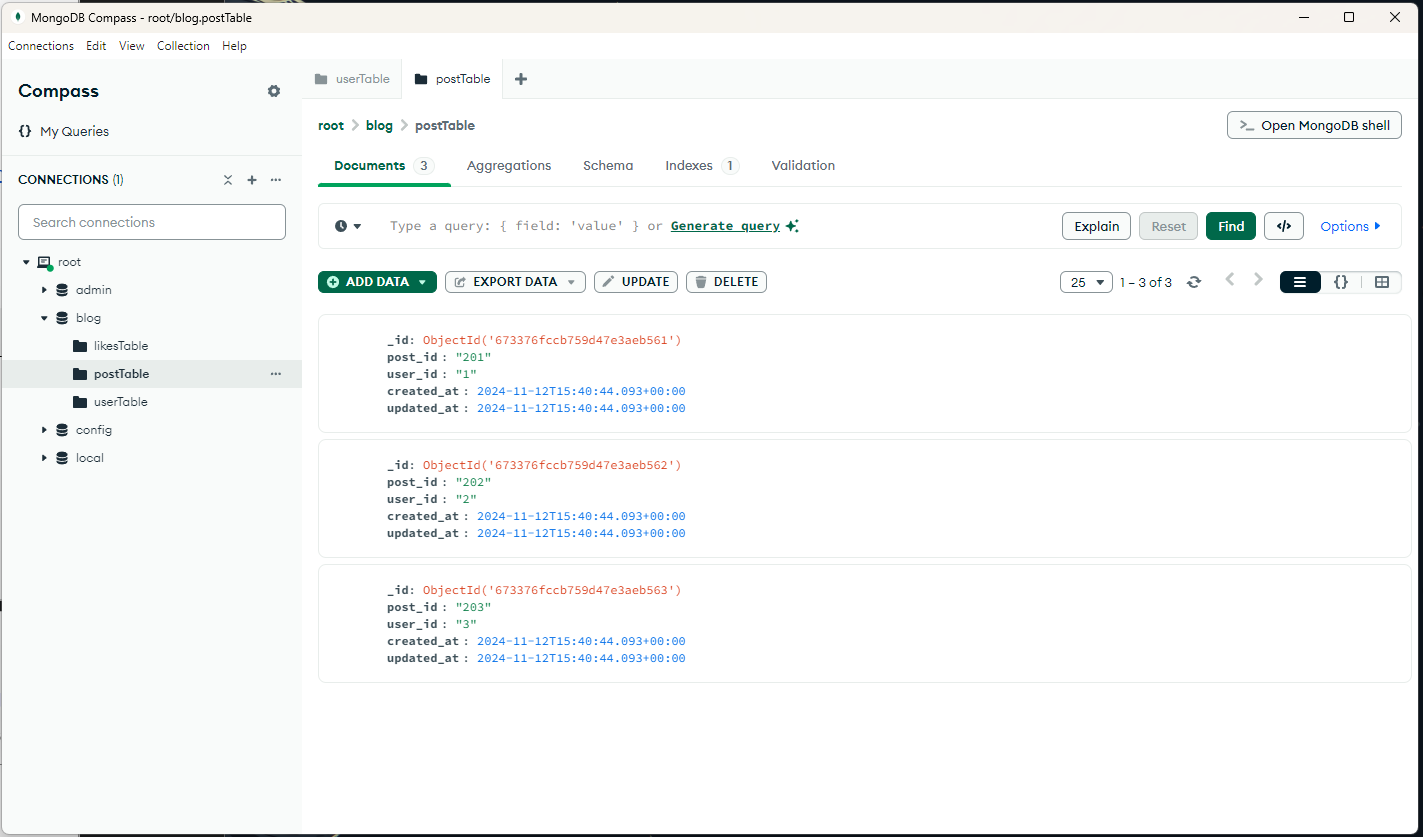 MongoDB Compass - root/blog.postTable
Connections Edit View Collection Help
Compass
{} My Queries
CONNECTIONS (1)
Search connections
root
admin
blog
likesTable
postTable
userTable
config
local
userTable postTable
root > blog > postTable
>_ Open MongoDB shell
Documents 3 Aggregations Schema Indexes 1 Validation
Type a query: { field: 'value' } or Generate query
Explain Reset Find </> Options
ADD DATA EXPORT DATA UPDATE DELETE
25 1 – 3 of 3 {}
_id: ObjectId('673376fccb759d47e3aeb561')
post_id : "201"
user_id : "1"
created_at : 2024-11-12T15:40:44.093+00:00
updated_at : 2024-11-12T15:40:44.093+00:00
_id: ObjectId('673376fccb759d47e3aeb562')
post_id : "202"
user_id : "2"
created_at : 2024-11-12T15:40:44.093+00:00
updated_at : 2024-11-12T15:40:44.093+00:00
_id: ObjectId('673376fccb759d47e3aeb563')
post_id : "203"
user_id : "3"
created_at : 2024-11-12T15:40:44.093+00:00
updated_at : 2024-11-12T15:40:44.093+00:00